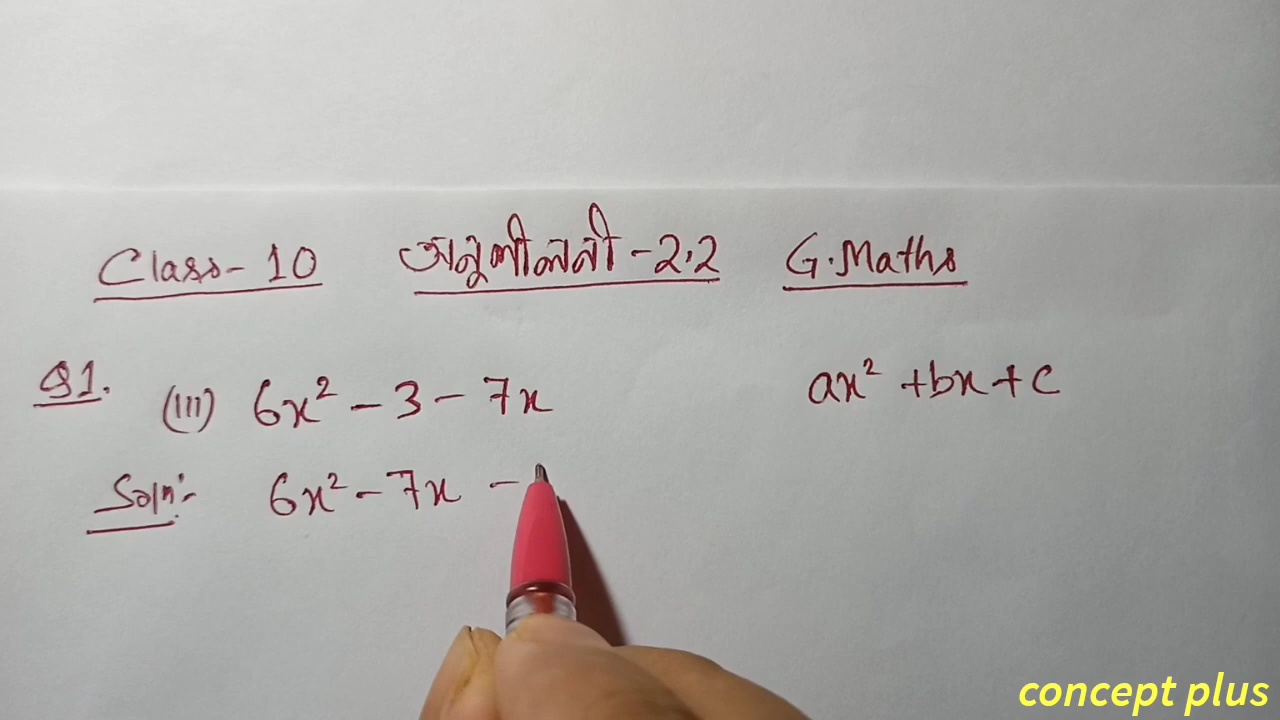 Class-10 অনুশীলনী-2.2 G.Maths
Q1. (III) 6x² - 3 - 7x ax² + bx + c
Soln:- 6x² - 7x -
concept plus